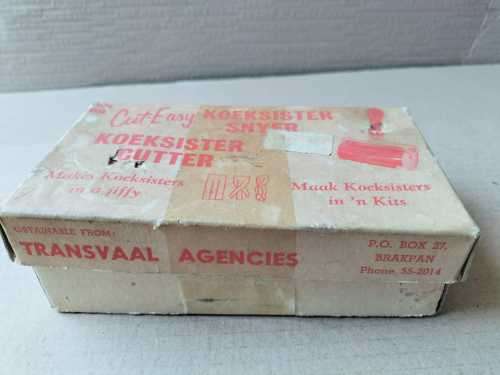 Cut-Easy KOEKSISTER
SNYER
KOEKSISTER
CUTTER
Makes Koeksisters
in a jiffy
Maak Koeksisters
in 'n Kits
OBTAINABLE FROM:
TRANSVAAL AGENCIES
P.O. BOX 27,
BRAKPAN
Phone, 55-2014